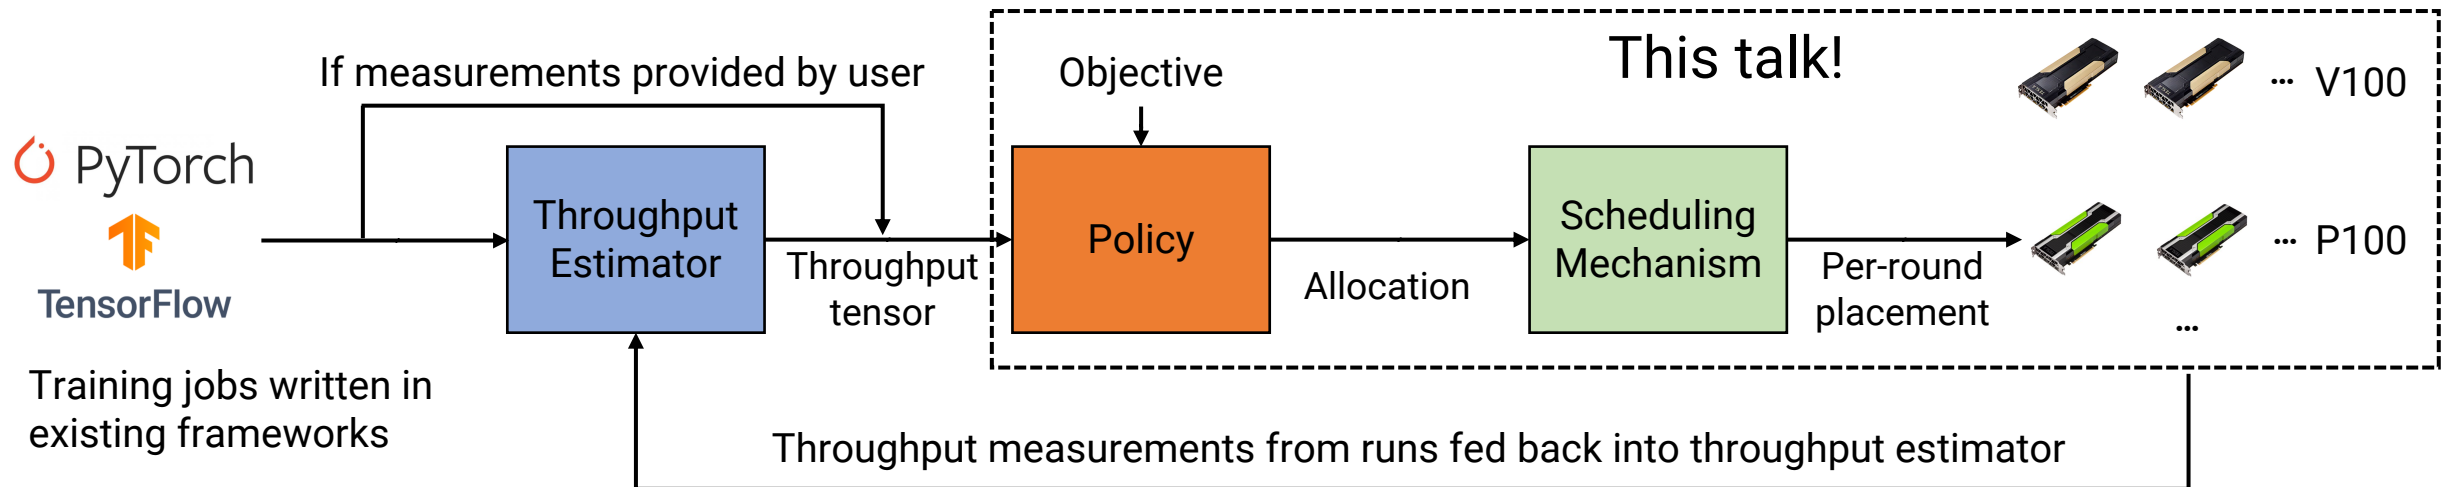 This talk!
If measurements provided by user
Objective
... V100
PyTorch
Throughput
Estimator
Policy
Scheduling
Mechanism
... P100
TensorFlow
Throughput
tensor
Allocation
Per-round
placement
...
Training jobs written in
existing frameworks
Throughput measurements from runs fed back into throughput estimator